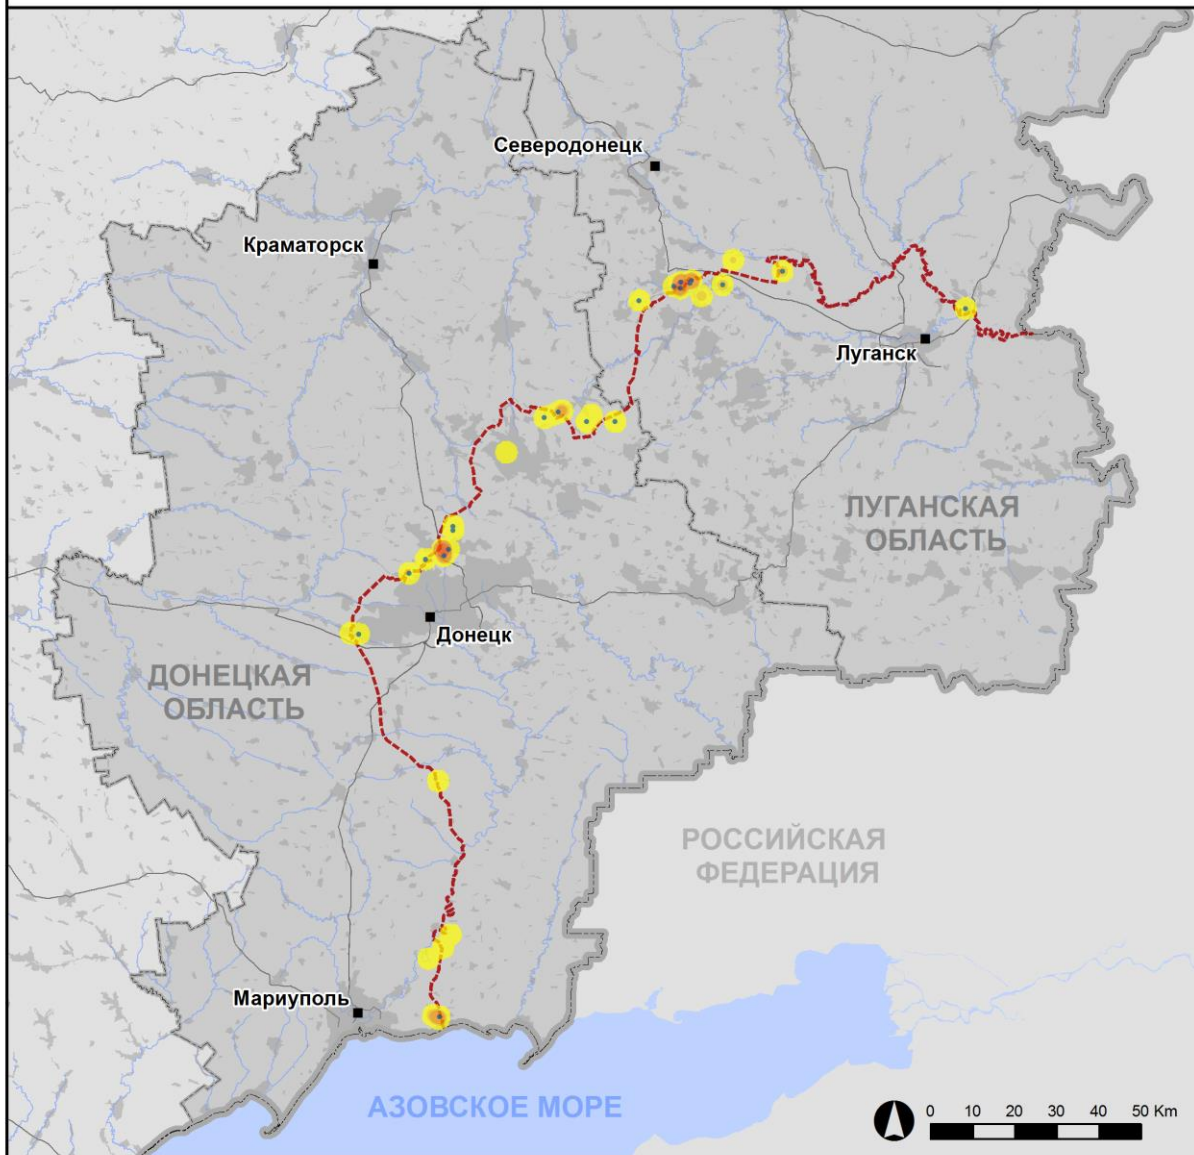 Северодонецк
Краматорск
Луганск
ЛУГАНСКАЯ
ОБЛАСТЬ
Донецк
ДОНЕЦКАЯ
ОБЛАСТЬ
РОССИЙСКАЯ
ФЕДЕРАЦИЯ
Мариуполь
АЗОВСКОЕ МОРЕ
0 10 20 30 40 50 Km